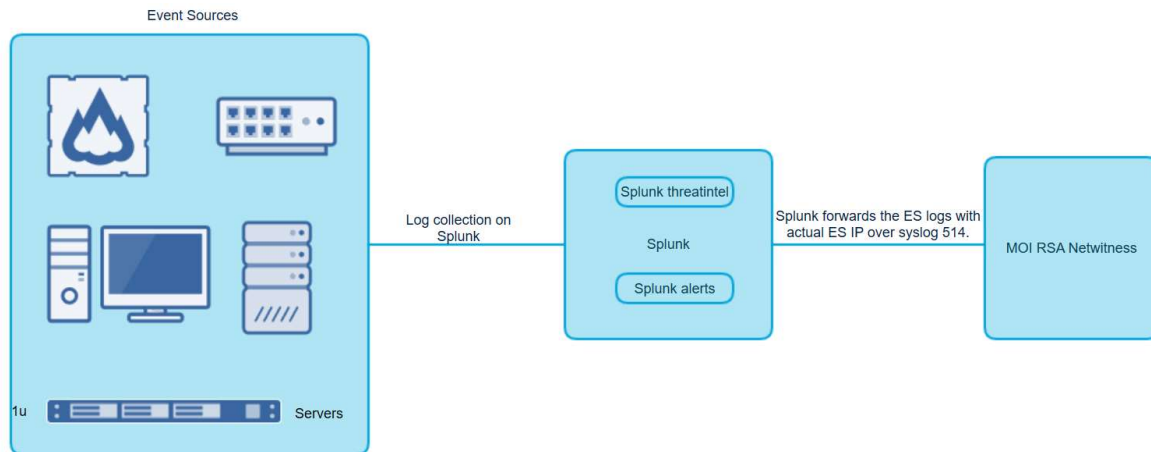 Event Sources
Splunk threatintel
Log collection on
Splunk
Splunk
Splunk forwards the ES logs with
actual ES IP over syslog 514.
MOI RSA Netwitness
Splunk alerts
1u
Servers